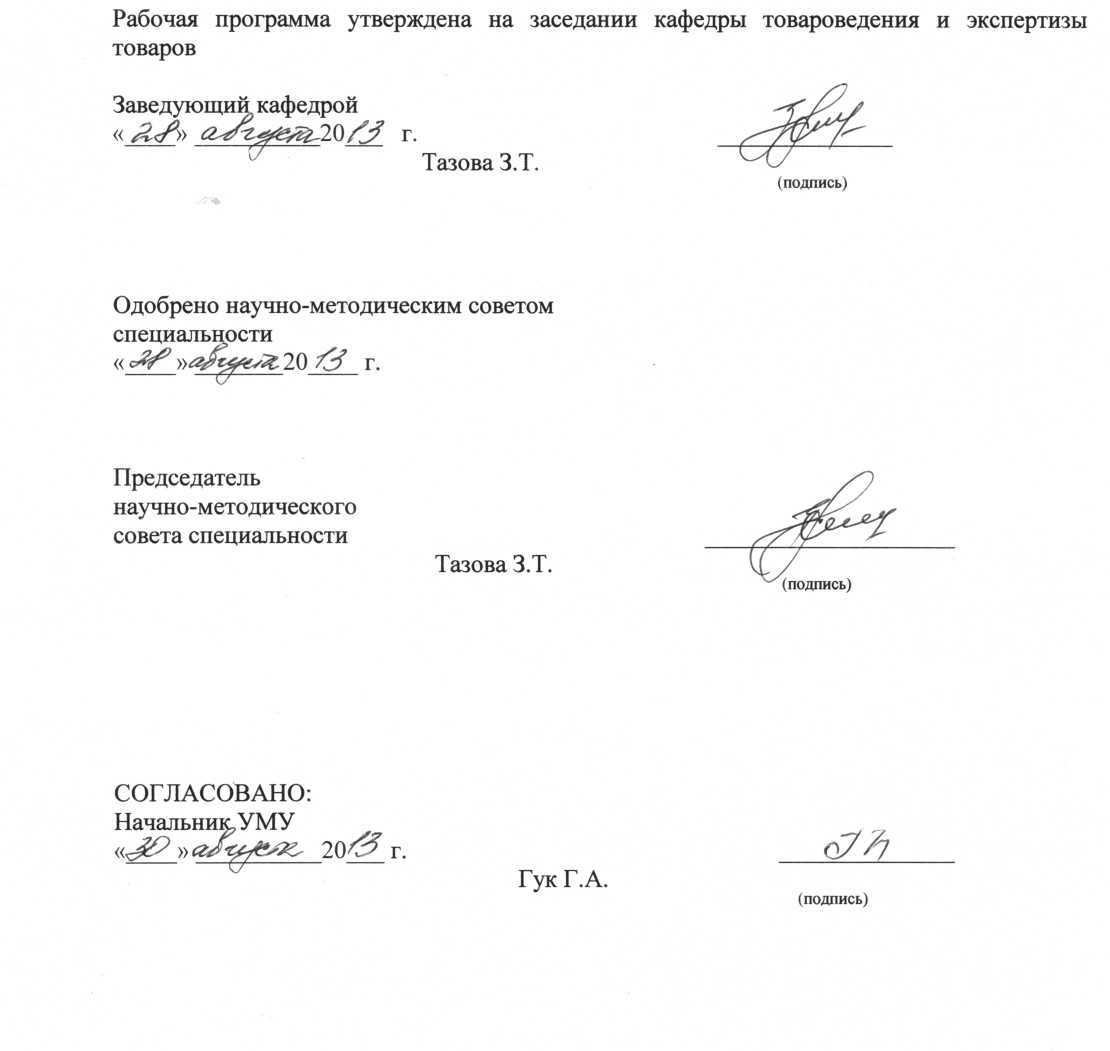 Рабочая программа утверждена на заседании кафедры товароведения и экспертизы
товаров
Заведующий кафедрой
«28» августа 2013 г.
Тазова З.Т.
(подпись)
Одобрено научно-методическим советом
специальности
«28» августа 2013 г.
Председатель
научно-методического
совета специальности
Тазова З.Т.
(подпись)
СОГЛАСОВАНО:
Начальник УМУ
«30» августа 2013 г.
Гук Г.А.
(подпись)